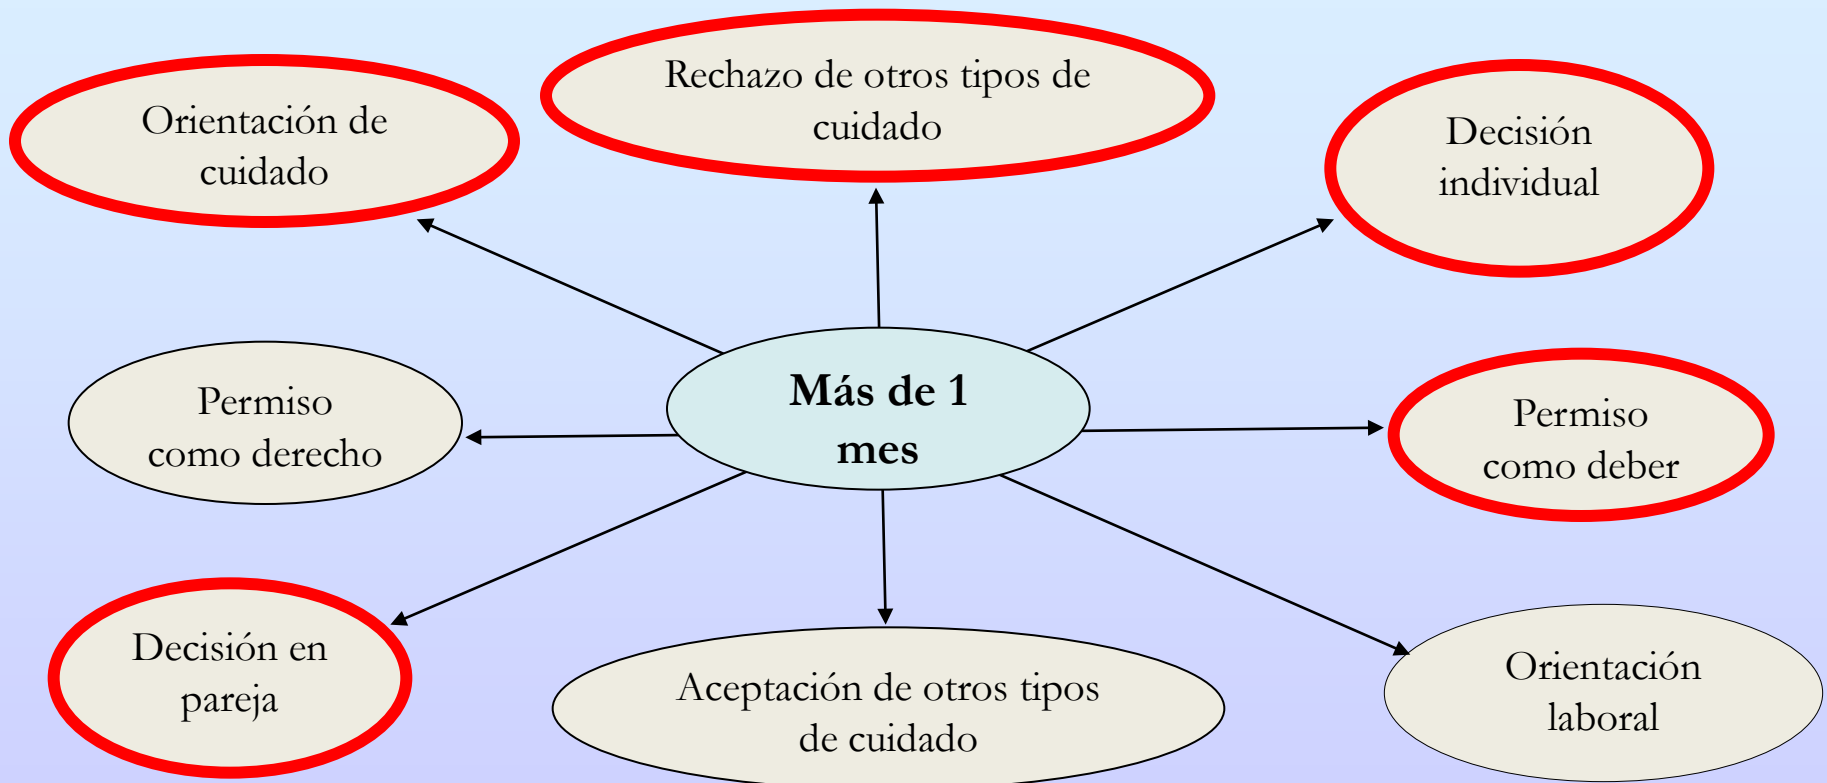 Orientación de
cuidado
Rechazo de otros tipos de
cuidado
Decisión
individual
Permiso
como derecho
Más de 1
mes
Permiso
como deber
Decisión en
pareja
Aceptación de otros tipos
de cuidado
Orientación
laboral